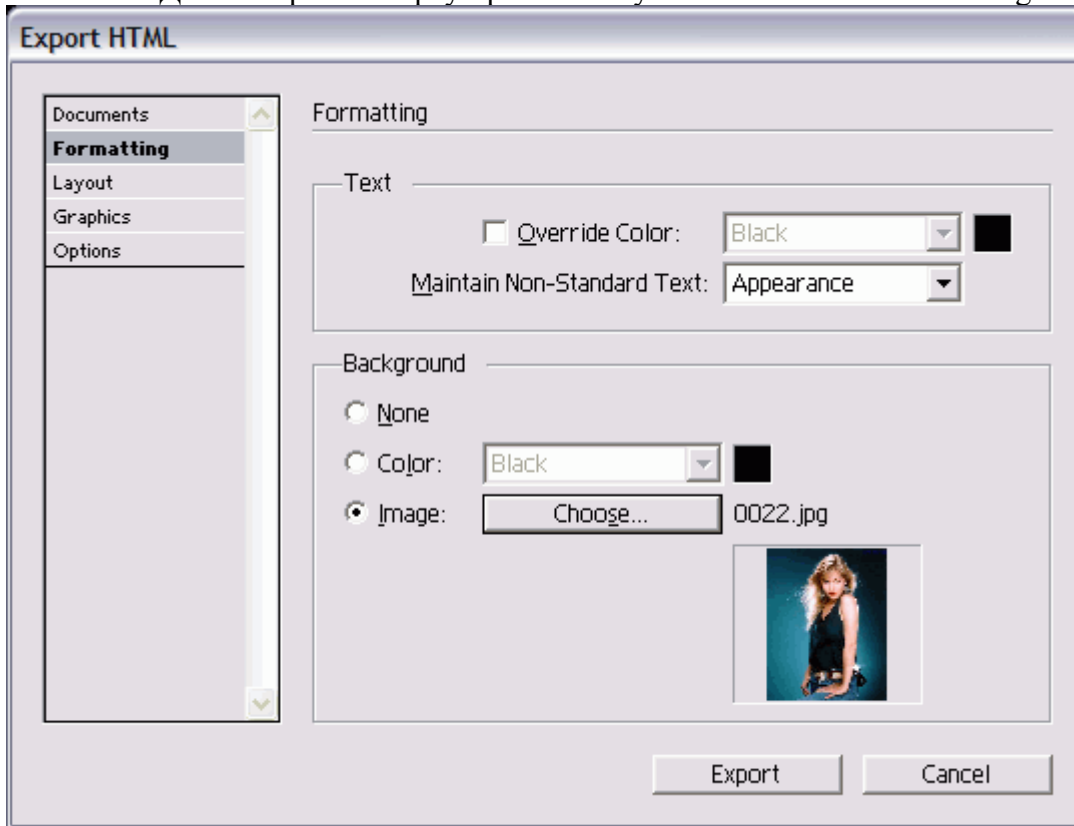 Export HTML
Documents
Formatting
Layout
Graphics
Options
Formatting
Text
Override Color: Black
Maintain Non-Standard Text: Appearance
Background
None
Color: Black
Image: Choose... 0022.jpg
Export Cancel